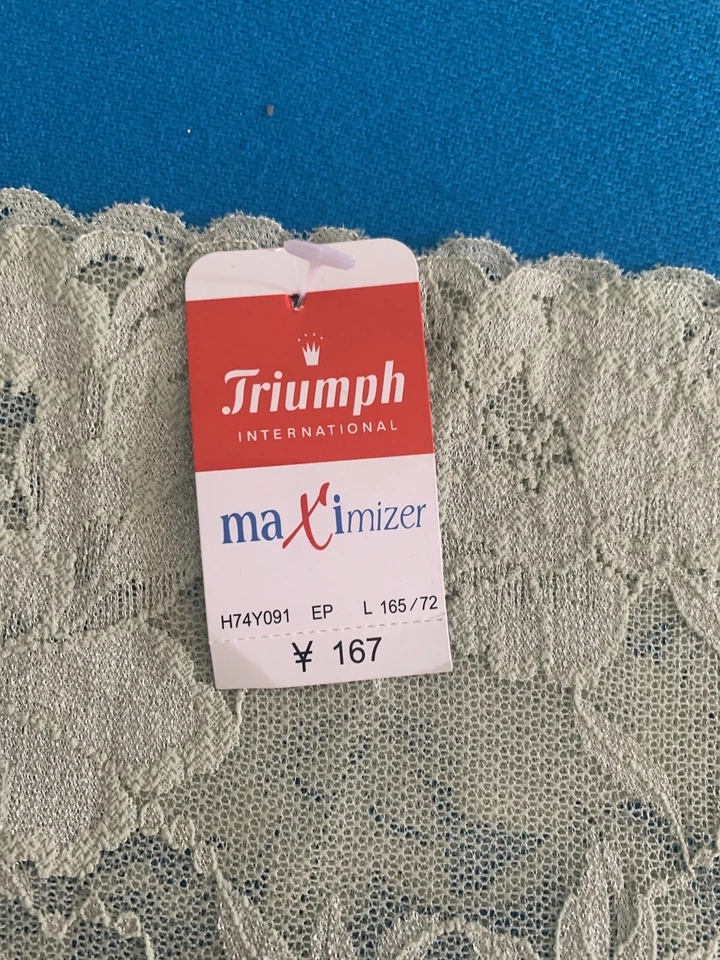 Triumph
INTERNATIONAL
maXimizer
H74Y091 EP L 165/72
¥ 167